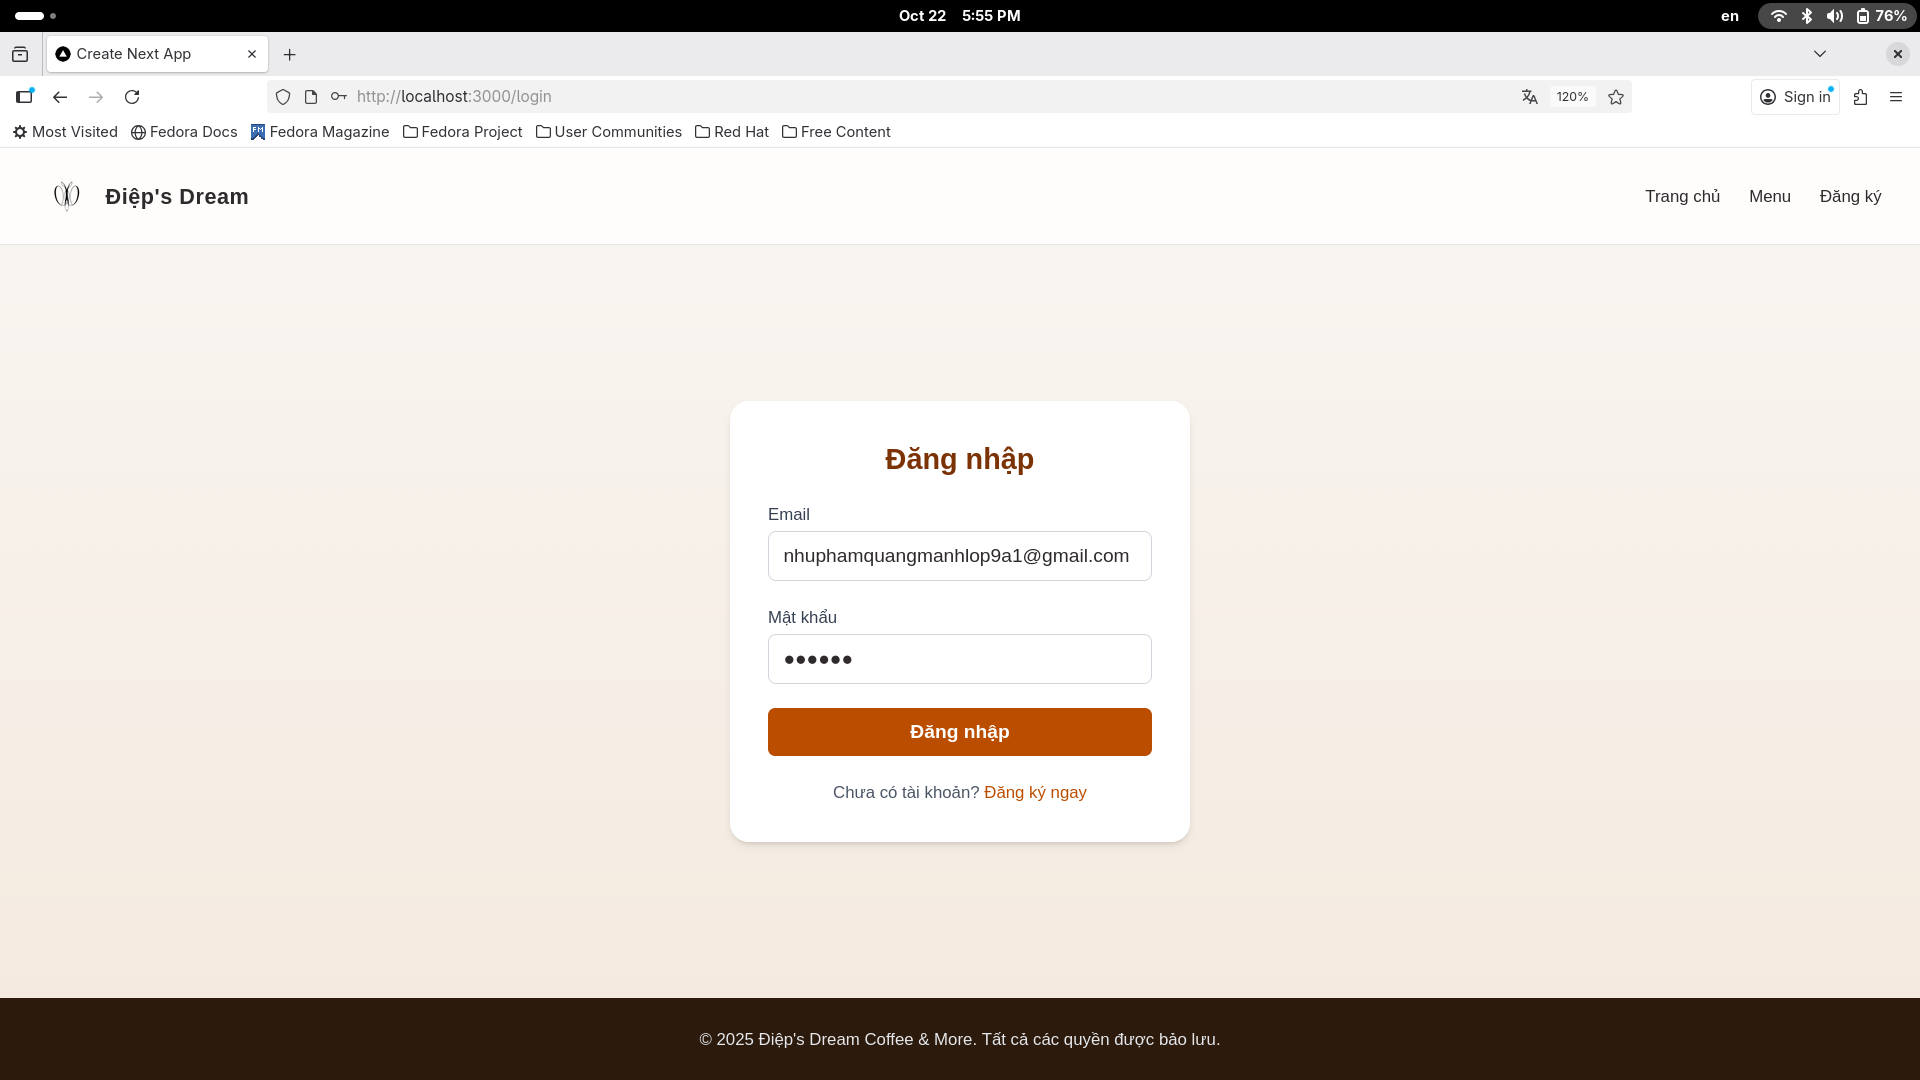 Oct 22 5:55 PM
en
76%
Create Next App
http://localhost:3000/login
120%
Sign in
Most Visited
Fedora Docs
Fedora Magazine
Fedora Project
User Communities
Red Hat
Free Content
Điệp's Dream
Trang chủ
Menu
Đăng ký
Đăng nhập
Email
nhuphamquangmanhlop9a1@gmail.com
Mật khẩu
●●●●●●
Đăng nhập
Chưa có tài khoản? Đăng ký ngay
© 2025 Điệp's Dream Coffee & More. Tất cả các quyền được bảo lưu.